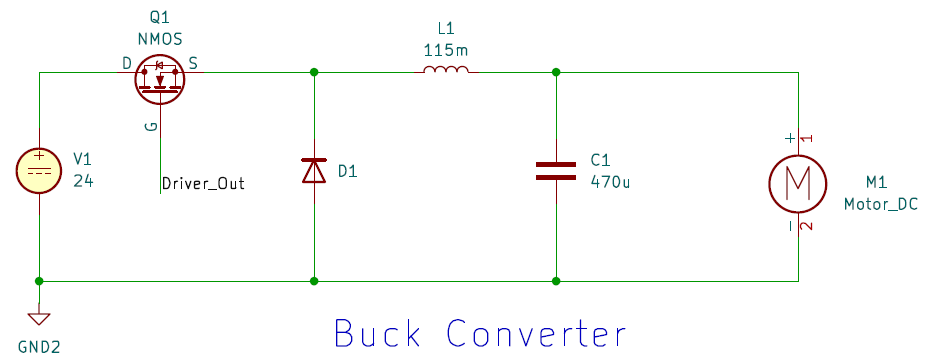 Q1
NMOS
D
S
G
L1
115m
V1
24
Driver_Out
D1
C1
470u
+
1
M
M1
Motor_DC
-
2
GND2
Buck Converter